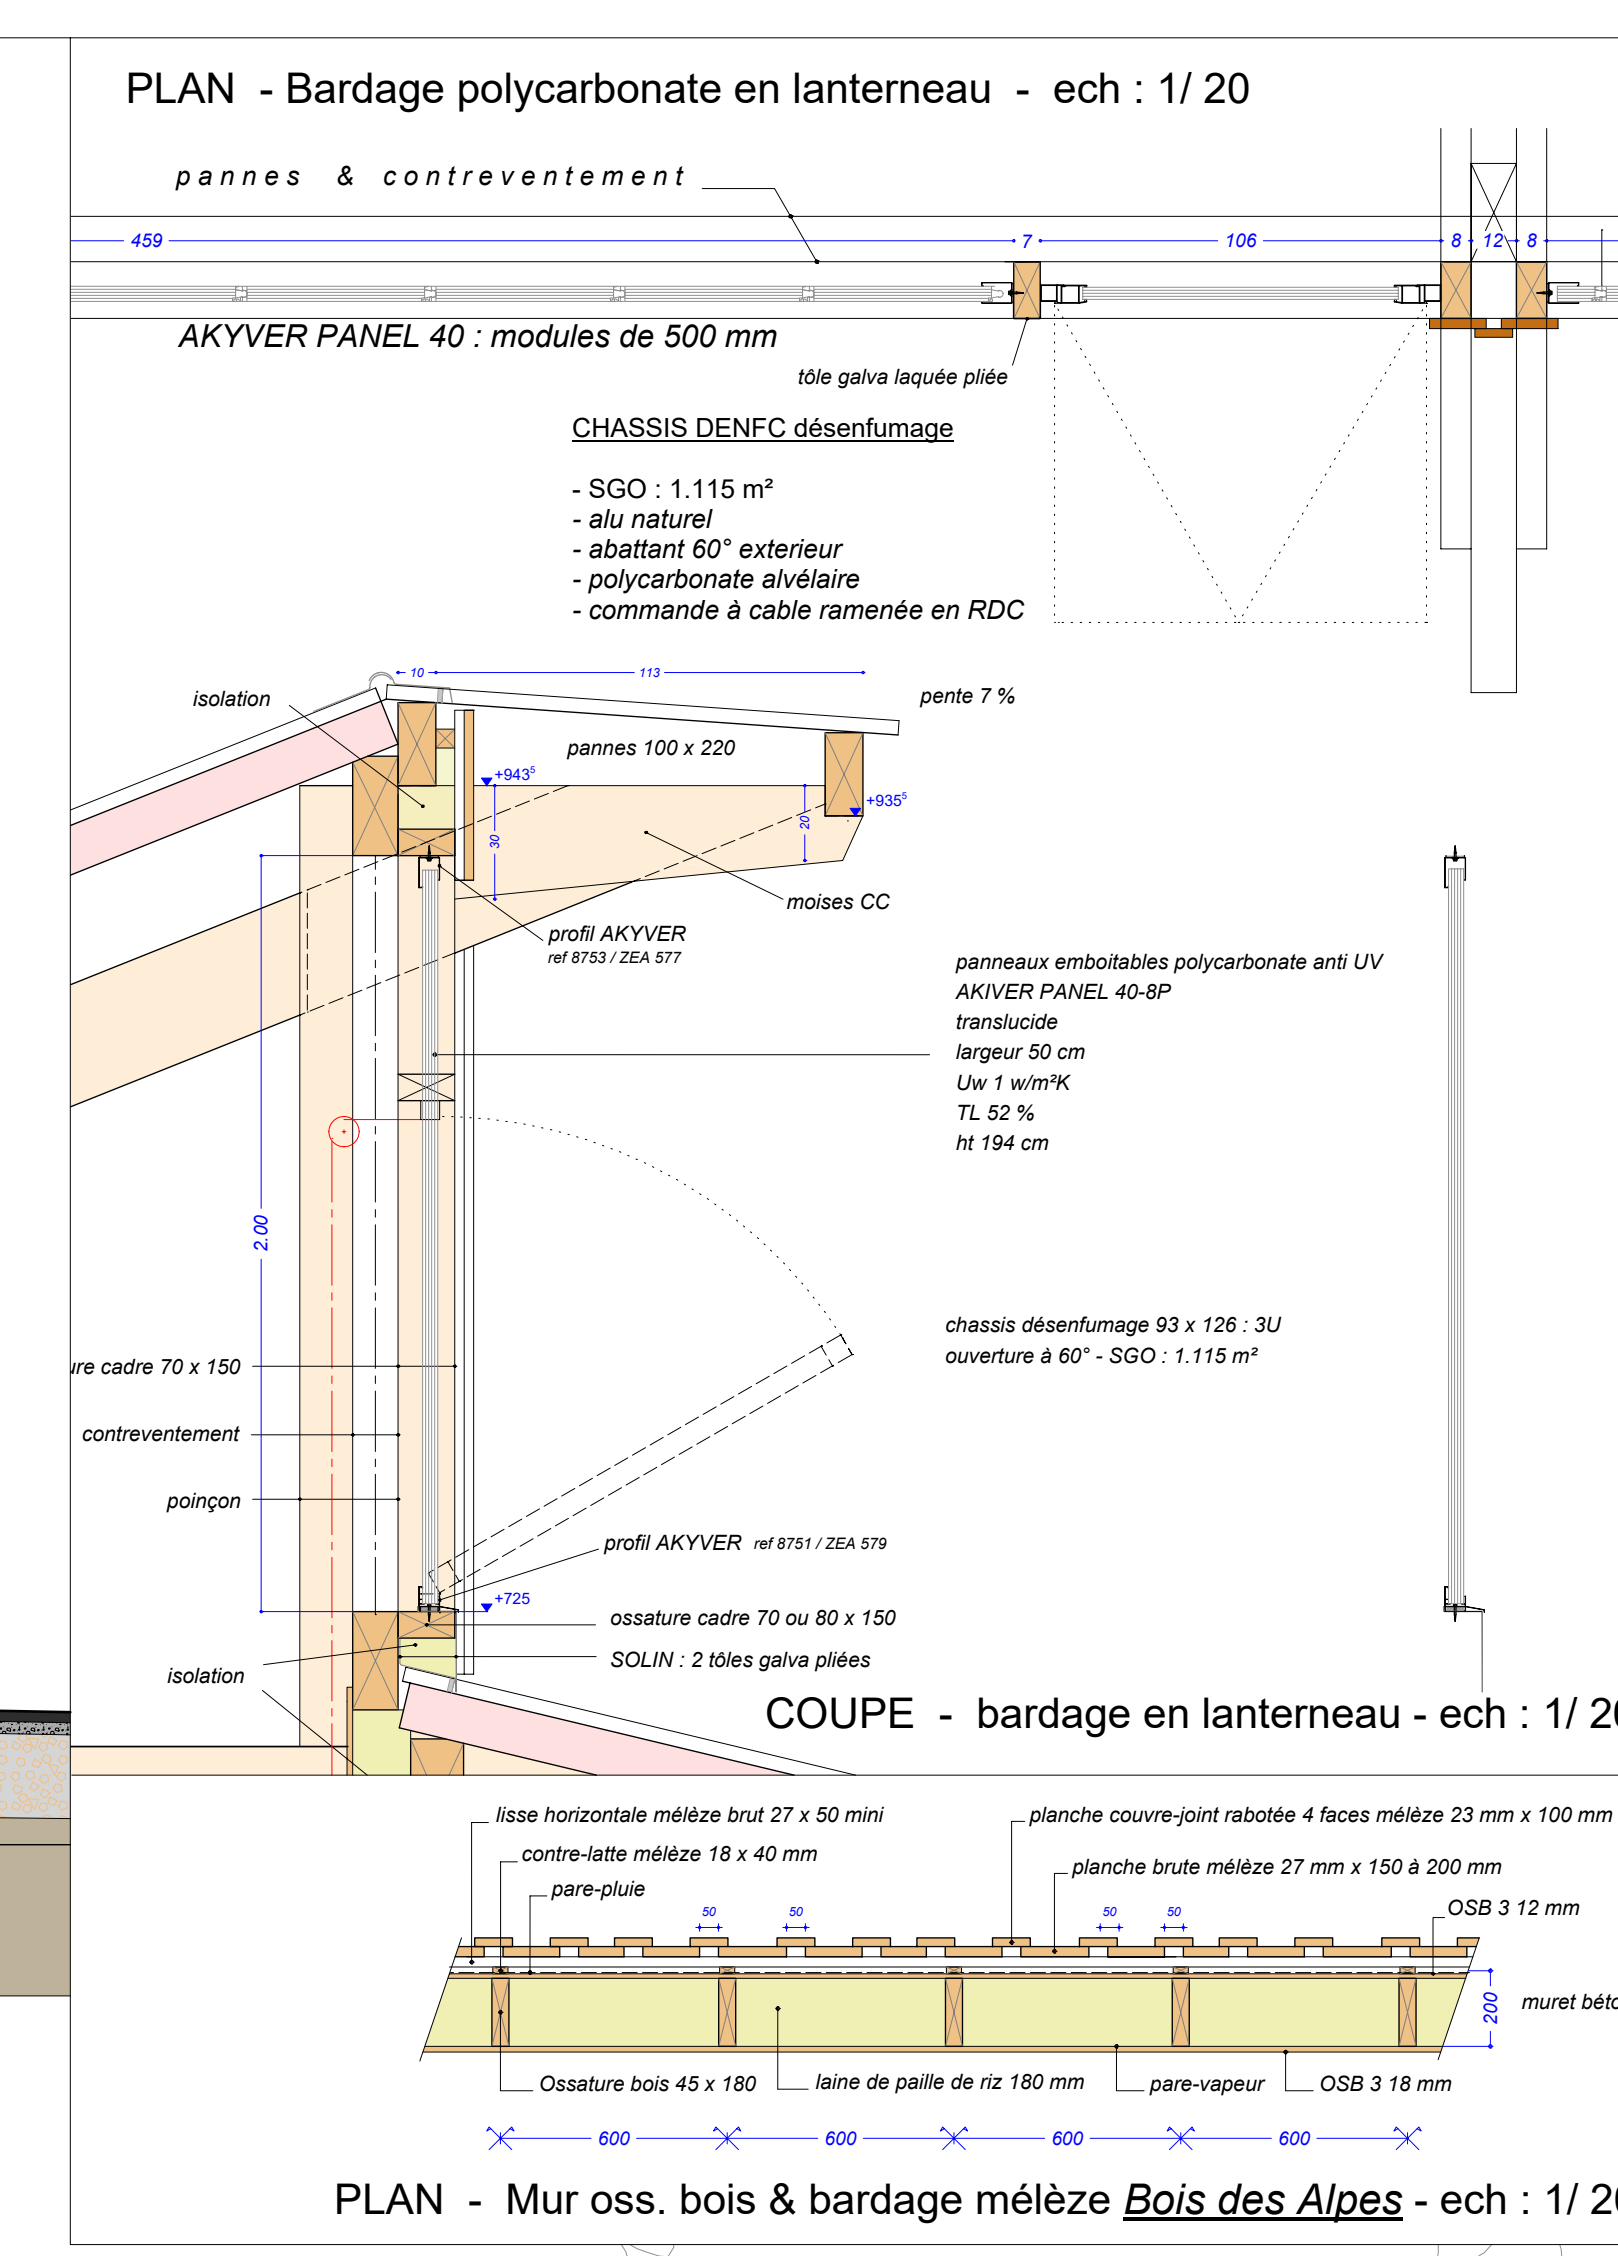 PLAN - Bardage polycarbonate en lanterneau - ech : 1/ 20
pannes & contreventement
459
7
106
8
12
8
AKYVER PANEL 40 : modules de 500 mm
tôle galva laquée pliée
CHASSIS DENFC désenfumage
- SGO : 1.115 m²
- alu naturel
- abattant 60° exterieur
- polycarbonate alvélaire
- commande à cable ramenée en RDC
10
113
isolation
pente 7 %
pannes 100 x 220
+943⁵
+935⁵
30
20
moises CC
profil AKYVER
ref 8753 / ZEA 577
panneaux emboitables polycarbonate anti UV
AKIVER PANEL 40-8P
translucide
largeur 50 cm
Uw 1 w/m²K
TL 52 %
ht 194 cm
2.00
chassis désenfumage 93 x 126 : 3U
ouverture à 60° - SGO : 1.115 m²
ure cadre 70 x 150
contreventement
poinçon
profil AKYVER ref 8751 / ZEA 579
+725
ossature cadre 70 ou 80 x 150
SOLIN : 2 tôles galva pliées
isolation
COUPE - bardage en lanterneau - ech : 1/ 20
lisse horizontale mélèze brut 27 x 50 mini
planche couvre-joint rabotée 4 faces mélèze 23 mm x 100 mm
contre-latte mélèze 18 x 40 mm
planche brute mélèze 27 mm x 150 à 200 mm
pare-pluie
OSB 3 12 mm
50
50
50
50
200
muret béto
Ossature bois 45 x 180
laine de paille de riz 180 mm
pare-vapeur
OSB 3 18 mm
600
600
600
600
PLAN - Mur oss. bois & bardage mélèze Bois des Alpes - ech : 1/ 20